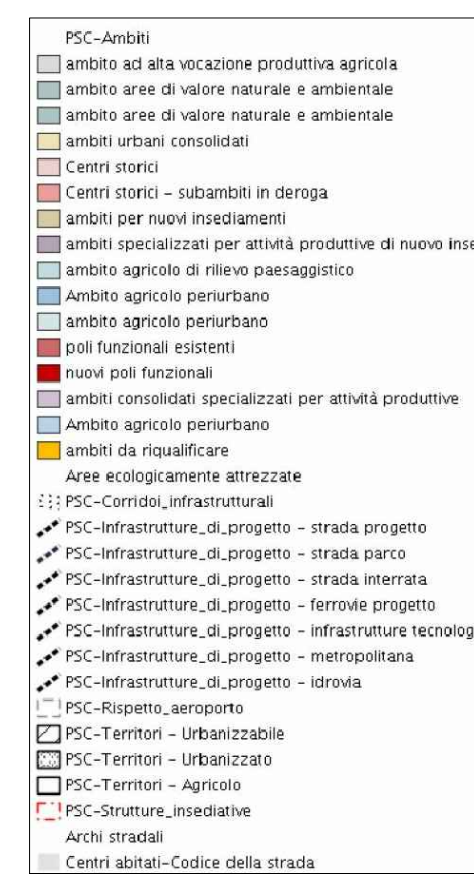 PSC-Ambiti
ambito ad alta vocazione produttiva agricola
ambito aree di valore naturale e ambientale
ambito aree di valore naturale e ambientale
ambiti urbani consolidati
Centri storici
Centri storici - subambiti in deroga
ambiti per nuovi insediamenti
ambiti specializzati per attività produttive di nuovo inse
ambito agricolo di rilievo paesaggistico
Ambito agricolo periurbano
ambito agricolo periurbano
poli funzionali esistenti
nuovi poli funzionali
ambiti consolidati specializzati per attività produttive
Ambito agricolo periurbano
ambiti da riqualificare
Aree ecologicamente attrezzate
PSC-Corridoi_infrastrutturali
PSC-Infrastrutture_di_progetto - strada progetto
PSC-Infrastrutture_di_progetto - strada parco
PSC-Infrastrutture_di_progetto - strada interrata
PSC-Infrastrutture_di_progetto - ferrovie progetto
PSC-Infrastrutture_di_progetto - infrastrutture tecnolog
PSC-Infrastrutture_di_progetto - metropolitana
PSC-Infrastrutture_di_progetto - idrovia
PSC-Rispetto_aeroporto
PSC-Territori - Urbanizzabile
PSC-Territori - Urbanizzato
PSC-Territori - Agricolo
PSC-Strutture_insediative
Archi stradali
Centri abitati-Codice della strada